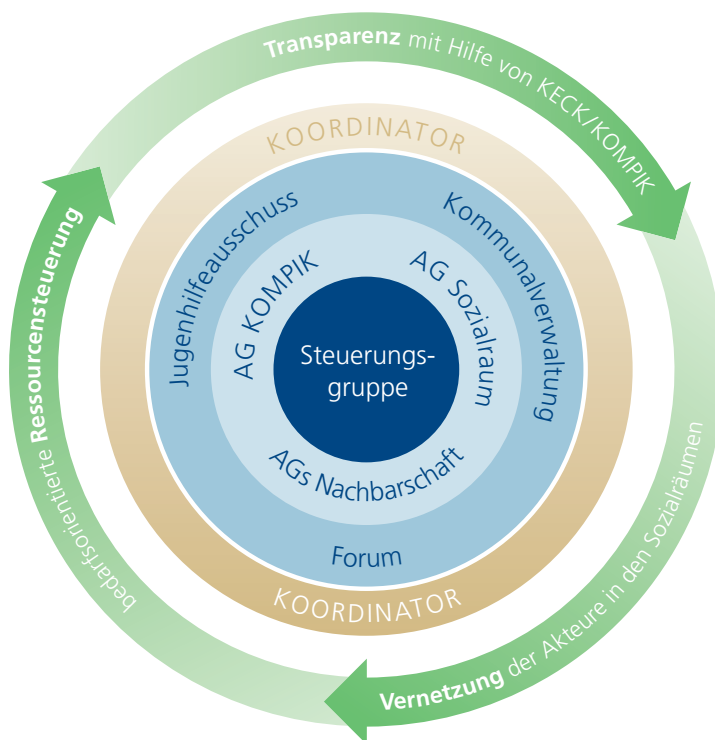 Transparenz mit Hilfe von KECK/KOMPIK
KOORDINATOR
Jugenhilfeausschuss
Kommunalverwaltung
AG KOMPIK
AG Sozialraum
Steuerungs-
gruppe
AGs Nachbarschaft
Forum
KOORDINATOR
bedarfsorientierte Ressourcensteuerung
Vernetzung der Akteure in den Sozialräumen